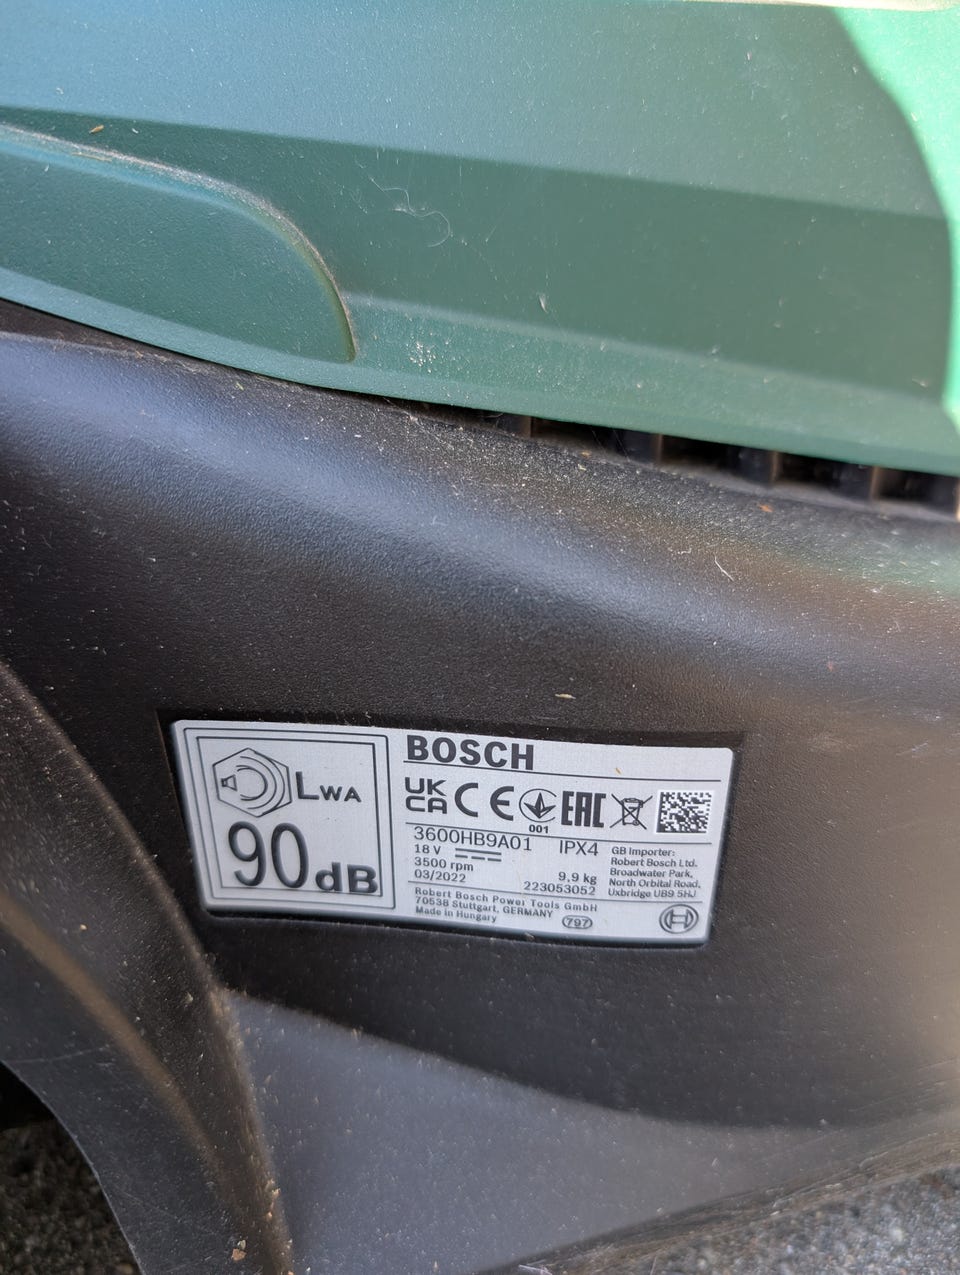 LWA
90dB
BOSCH
UK
CA CE EAC
001
3600HB9A01 IPX4
18 V
3500 rpm 9,9 kg
03/2022 223053052
Robert Bosch Power Tools GmbH
70538 Stuttgart, GERMANY
Made in Hungary 797
GB Importer:
Robert Bosch Ltd.
Broadwater Park,
North Orbital Road,
Uxbridge UB9 5HJ